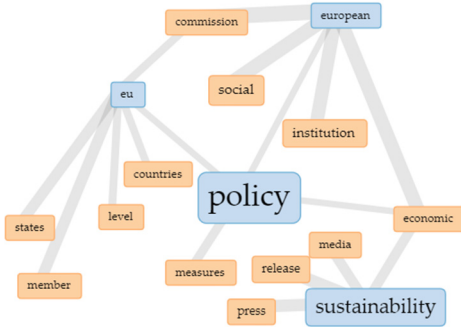 european
commission
social
eu
institution
countries
policy
level
states
economic
media
release
measures
member
press
sustainability